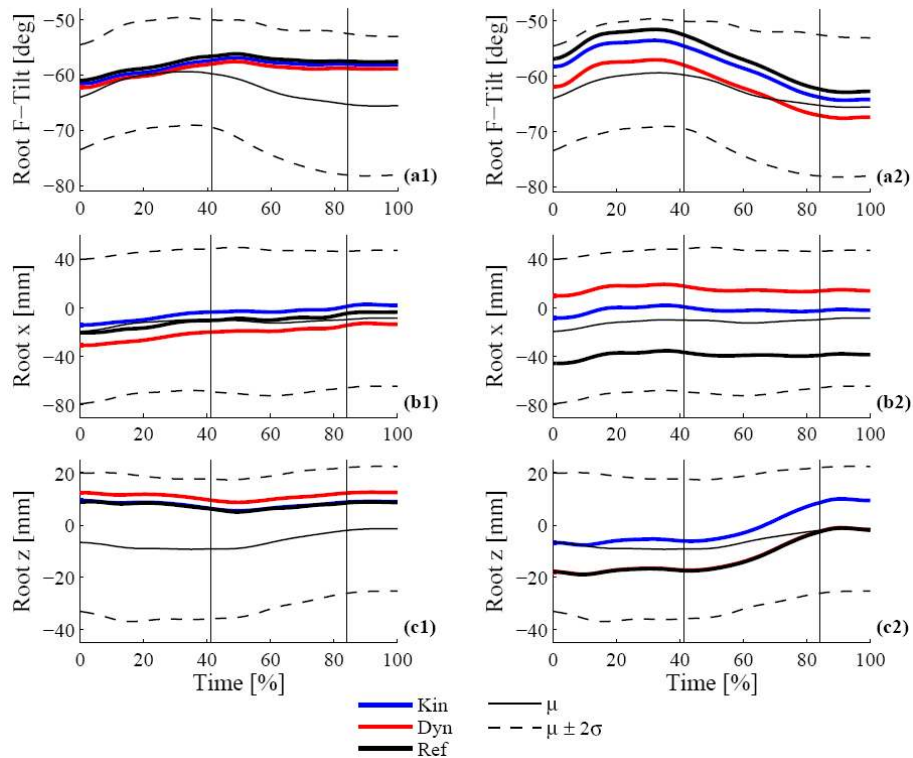 Root F−Tilt [deg]
−50
−60
−70
−80
0 20 40 60 80 100
(a1)
Root F−Tilt [deg]
−50
−60
−70
−80
0 20 40 60 80 100
(a2)
Root x [mm]
40
0
−40
−80
0 20 40 60 80 100
(b1)
Root x [mm]
40
0
−40
−80
0 20 40 60 80 100
(b2)
Root z [mm]
20
0
−20
−40
0 20 40 60 80 100
(c1)
Time [%]
Root z [mm]
20
0
−20
−40
0 20 40 60 80 100
(c2)
Time [%]
Kin
Dyn
Ref
μ
μ ± 2σ